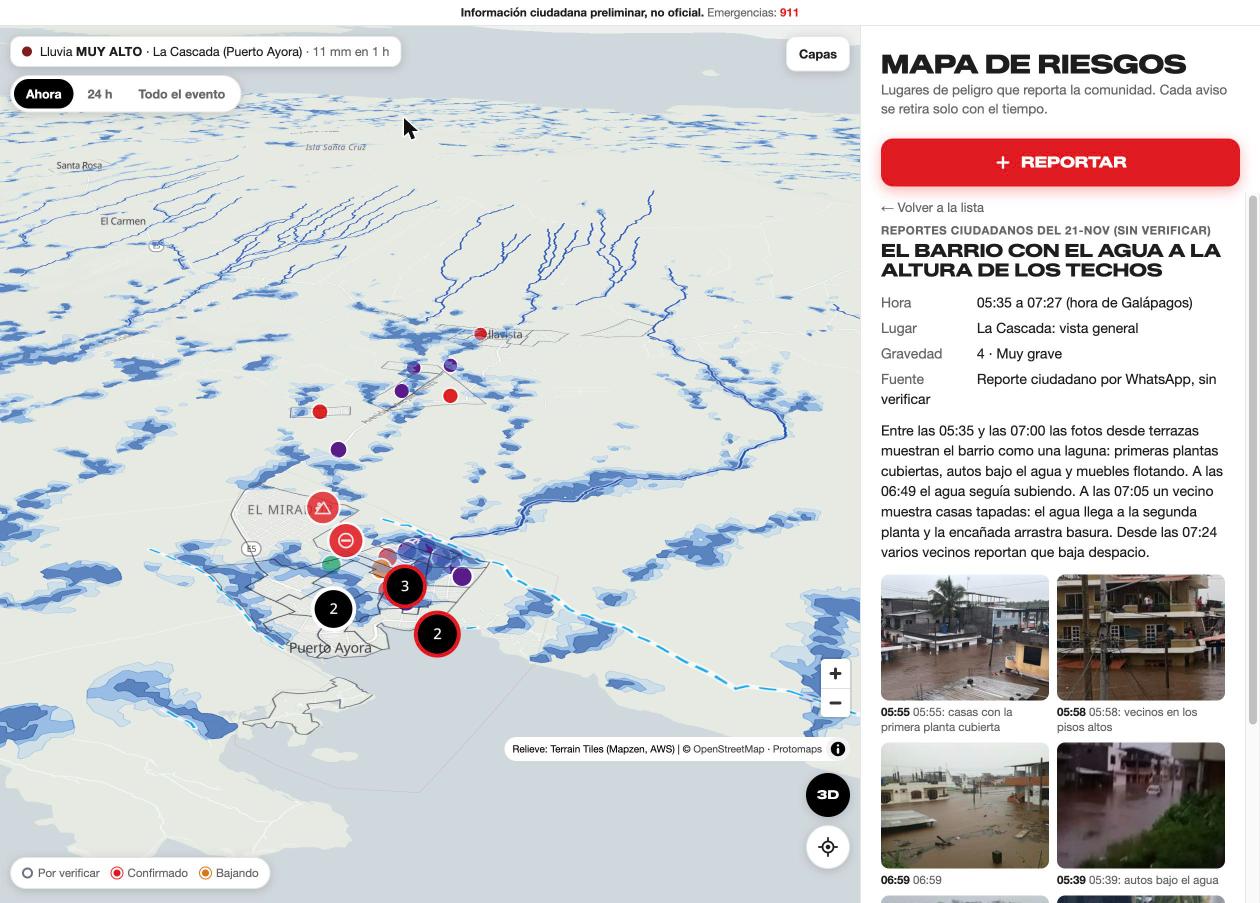 Información ciudadana preliminar, no oficial. Emergencias: 911
Lluvia MUY ALTO · La Cascada (Puerto Ayora) · 11 mm en 1 h
Capas
Ahora
24 h
Todo el evento
Isla Santa Cruz
Santa Rosa
El Carmen
E5
EL MIRAD
E5
3
2
2
Puerto Ayora
+
−
Relieve: Terrain Tiles (Mapzen, AWS) | © OpenStreetMap · Protomaps
3D
Por verificar
Confirmado
Bajando
MAPA DE RIESGOS
Lugares de peligro que reporta la comunidad. Cada aviso
se retira solo con el tiempo.
+ REPORTAR
← Volver a la lista
REPORTES CIUDADANOS DEL 21-NOV (SIN VERIFICAR)
EL BARRIO CON EL AGUA A LA
ALTURA DE LOS TECHOS
Hora 05:35 a 07:27 (hora de Galápagos)
Lugar La Cascada: vista general
Gravedad 4 · Muy grave
Fuente Reporte ciudadano por WhatsApp, sin
verificar
Entre las 05:35 y las 07:00 las fotos desde terrazas
muestran el barrio como una laguna: primeras plantas
cubiertas, autos bajo el agua y muebles flotando. A las
06:49 el agua seguía subiendo. A las 07:05 un vecino
muestra casas tapadas: el agua llega a la segunda
planta y la encañada arrastra basura. Desde las 07:24
varios vecinos reportan que baja despacio.
05:55 05:55: casas con la
primera planta cubierta
05:58 05:58: vecinos en los
pisos altos
06:59 06:59
05:39 05:39: autos bajo el agua